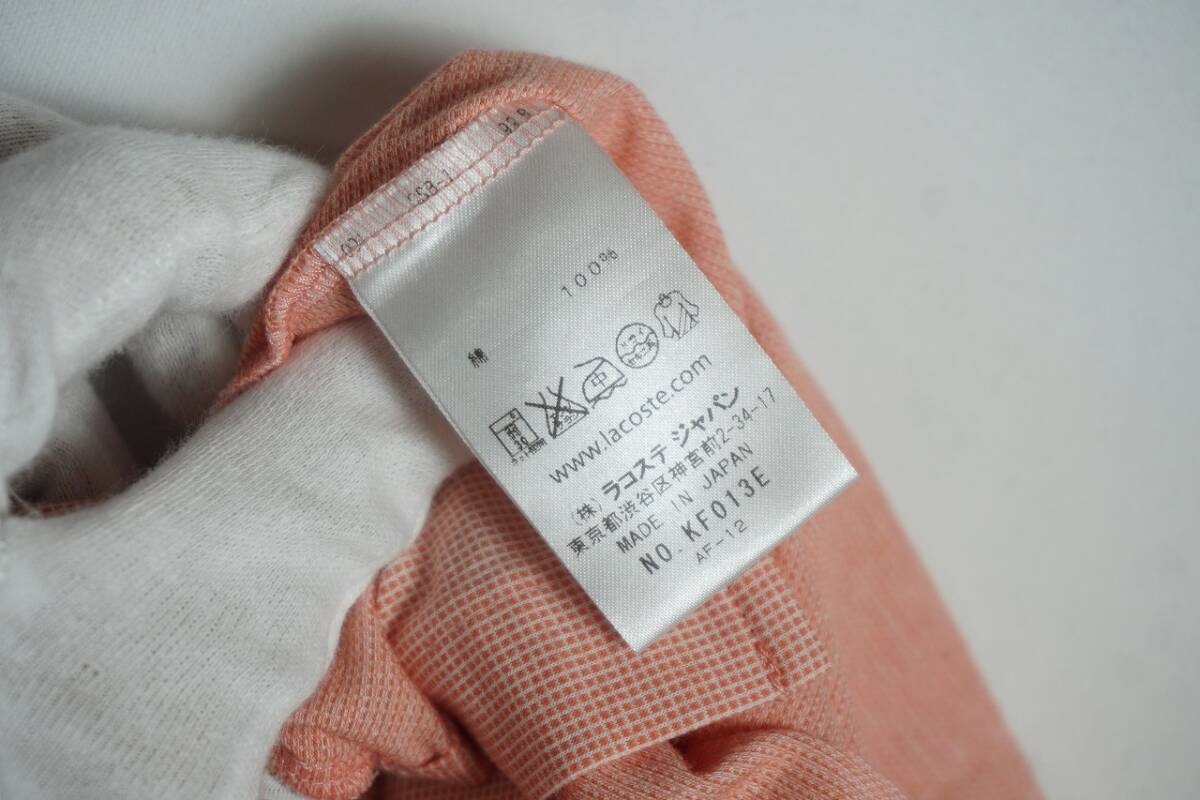 綿 100%
中
www.lacoste.com
(株) ラコステ ジャパン
東京都渋谷区神宮前2-34-17
MADE IN JAPAN
NO. KF013E
AF-12